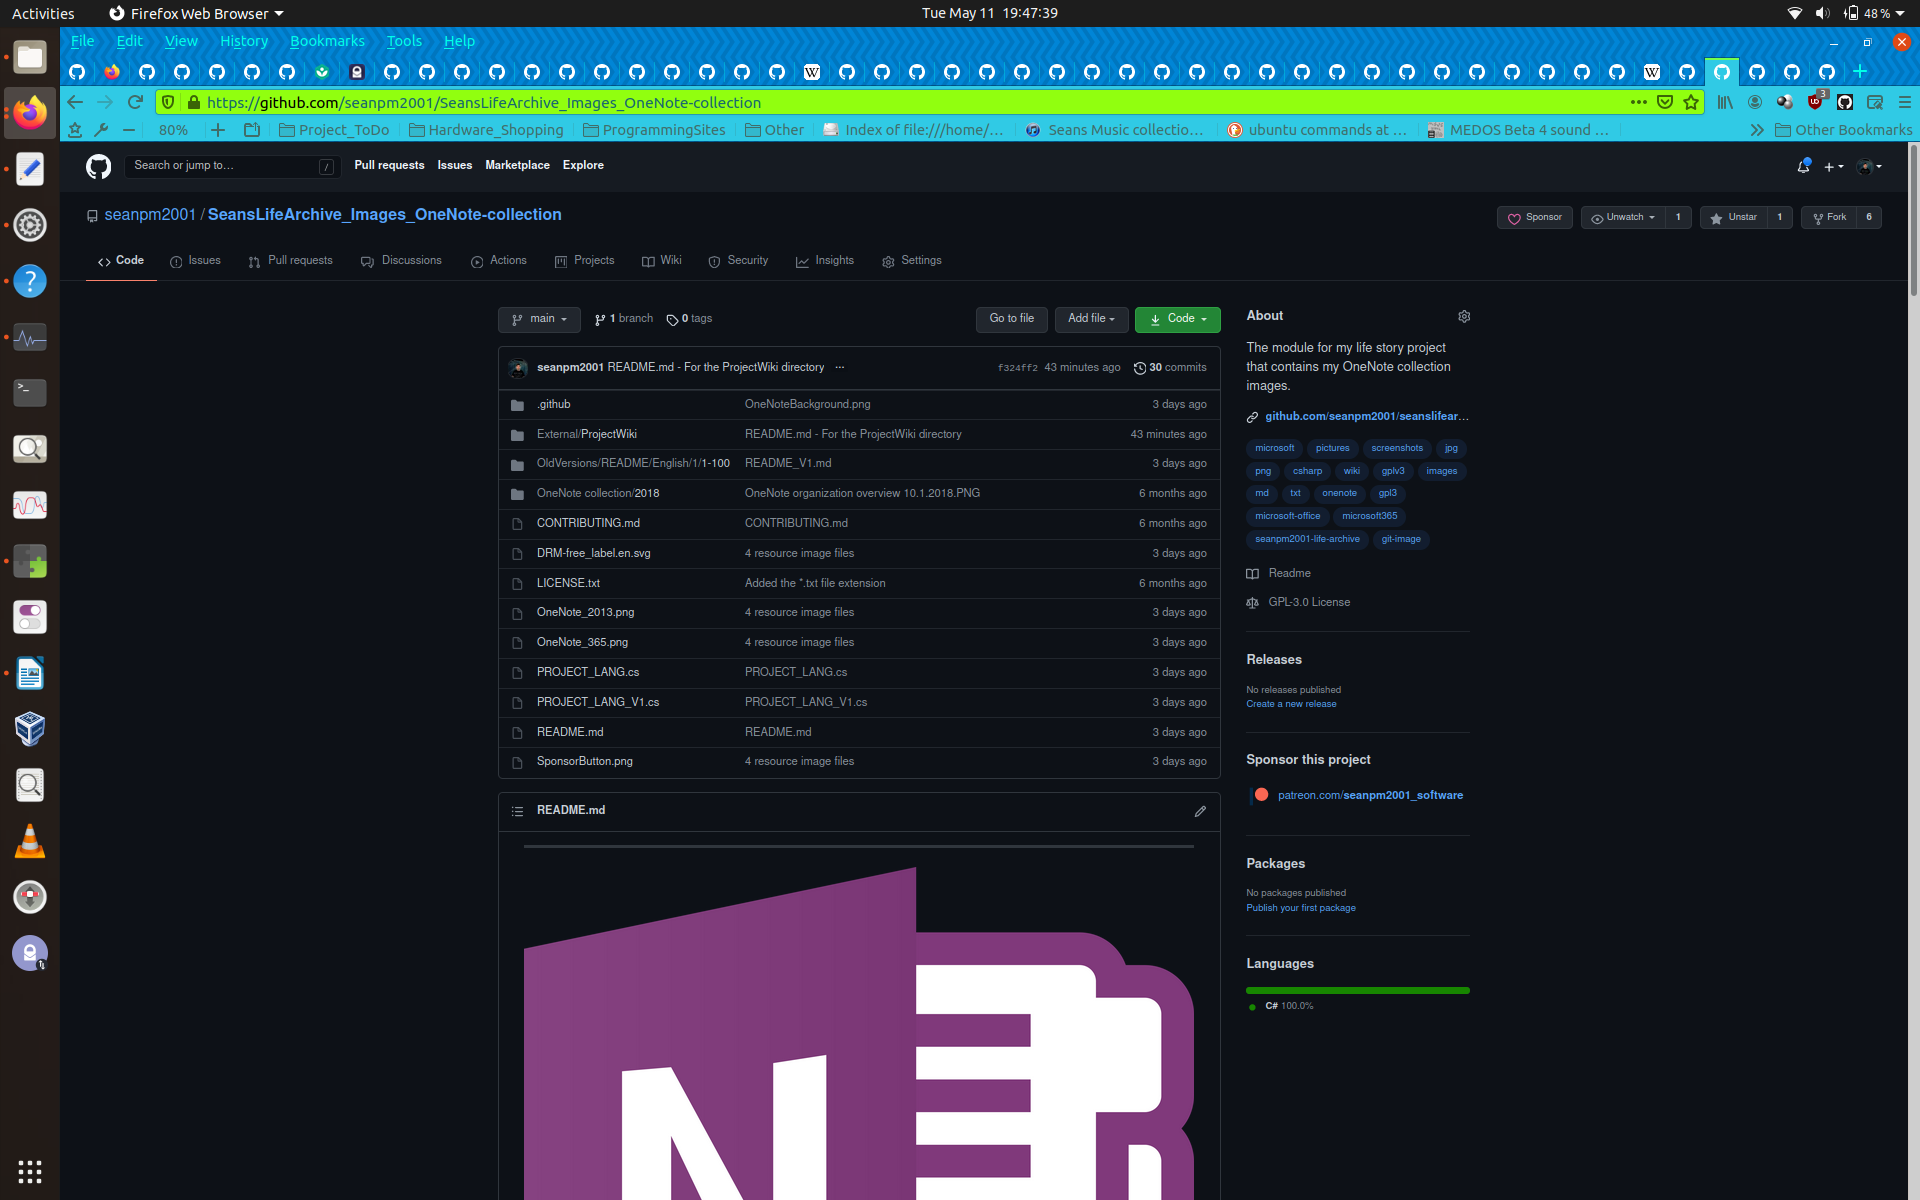 Activities Firefox Web Browser Tue May 11 19:47:39 48 %
File Edit View History Bookmarks Tools Help
https://github.com/seanpm2001/SeansLifeArchive_Images_OneNote-collection 3
80% Project_ToDo Hardware_Shopping ProgrammingSites Other Index of file:///home/... Seans Music collectio... ubuntu commands at ... MEDOS Beta 4 sound ... Other Bookmarks
Search or jump to... / Pull requests Issues Marketplace Explore
seanpm2001 / SeansLifeArchive_Images_OneNote-collection Sponsor Unwatch 1 Unstar 1 Fork 6
Code Issues Pull requests Discussions Actions Projects Wiki Security Insights Settings
main 1 branch 0 tags Go to file Add file Code
seanpm2001 README.md - For the ProjectWiki directory ... f324ff2 43 minutes ago 30 commits
.github OneNoteBackground.png 3 days ago
External/ProjectWiki README.md - For the ProjectWiki directory 43 minutes ago
OldVersions/README/English/1/1-100 README_V1.md 3 days ago
OneNote collection/2018 OneNote organization overview 10.1.2018.PNG 6 months ago
CONTRIBUTING.md CONTRIBUTING.md 6 months ago
DRM-free_label.en.svg 4 resource image files 3 days ago
LICENSE.txt Added the *.txt file extension 6 months ago
OneNote_2013.png 4 resource image files 3 days ago
OneNote_365.png 4 resource image files 3 days ago
PROJECT_LANG.cs PROJECT_LANG.cs 3 days ago
PROJECT_LANG_V1.cs PROJECT_LANG_V1.cs 3 days ago
README.md README.md 3 days ago
SponsorButton.png 4 resource image files 3 days ago
README.md
N
About
The module for my life story project
that contains my OneNote collection
images.
github.com/seanpm2001/seanslifear...
microsoft pictures screenshots jpg
png csharp wiki gplv3 images
md txt onenote gpl3
microsoft-office microsoft365
seanpm2001-life-archive git-image
Readme
GPL-3.0 License
Releases
No releases published
Create a new release
Sponsor this project
patreon.com/seanpm2001_software
Packages
No packages published
Publish your first package
Languages
C# 100.0%